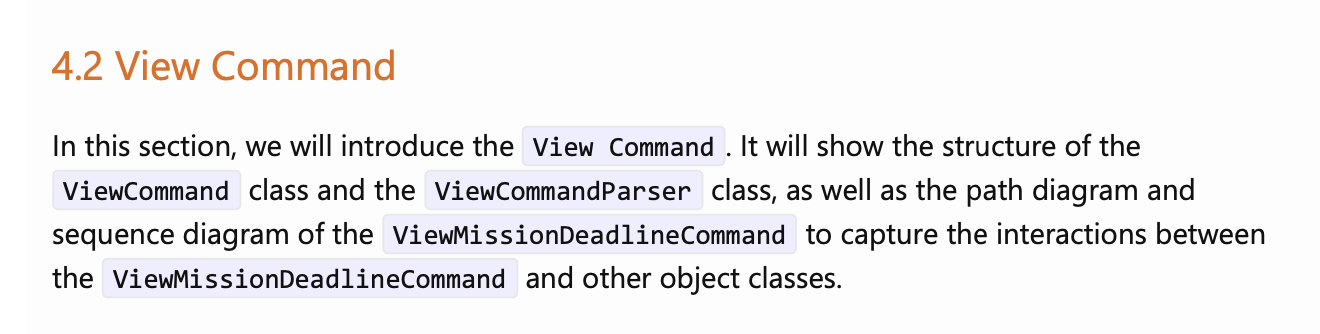 4.2 View Command
In this section, we will introduce the View Command. It will show the structure of the
ViewCommand class and the ViewCommandParser class, as well as the path diagram and
sequence diagram of the ViewMissionDeadlineCommand to capture the interactions between
the ViewMissionDeadlineCommand and other object classes.